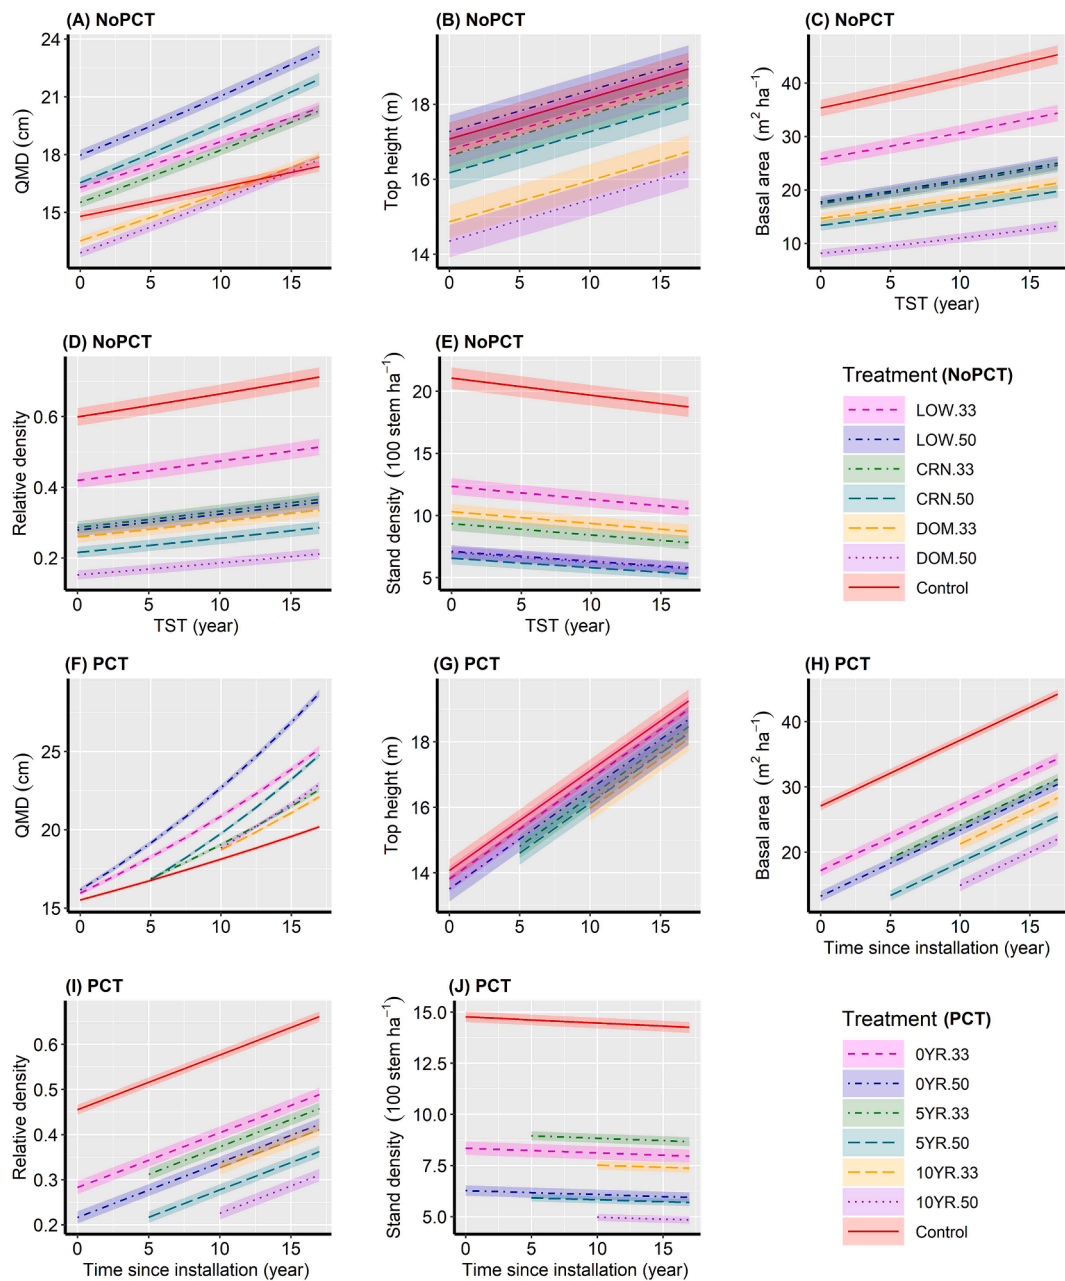 (A) NoPCT
QMD (cm)
24
21
18
15
0 5 10 15
(B) NoPCT
Top height (m)
18
16
14
0 5 10 15
(C) NoPCT
Basal area (m² ha⁻¹)
40
30
20
10
0 5 10 15
TST (year)
(D) NoPCT
Relative density
0.6
0.4
0.2
0 5 10 15
TST (year)
(E) NoPCT
Stand density (100 stem ha⁻¹)
20
15
10
5
0 5 10 15
TST (year)
Treatment (NoPCT)
LOW.33
LOW.50
CRN.33
CRN.50
DOM.33
DOM.50
Control
(F) PCT
QMD (cm)
25
20
15
0 5 10 15
(G) PCT
Top height (m)
18
16
14
0 5 10 15
(H) PCT
Basal area (m² ha⁻¹)
40
30
20
0 5 10 15
Time since installation (year)
(I) PCT
Relative density
0.6
0.5
0.4
0.3
0.2
0 5 10 15
Time since installation (year)
(J) PCT
Stand density (100 stem ha⁻¹)
15.0
12.5
10.0
7.5
5.0
0 5 10 15
Time since installation (year)
Treatment (PCT)
0YR.33
0YR.50
5YR.33
5YR.50
10YR.33
10YR.50
Control